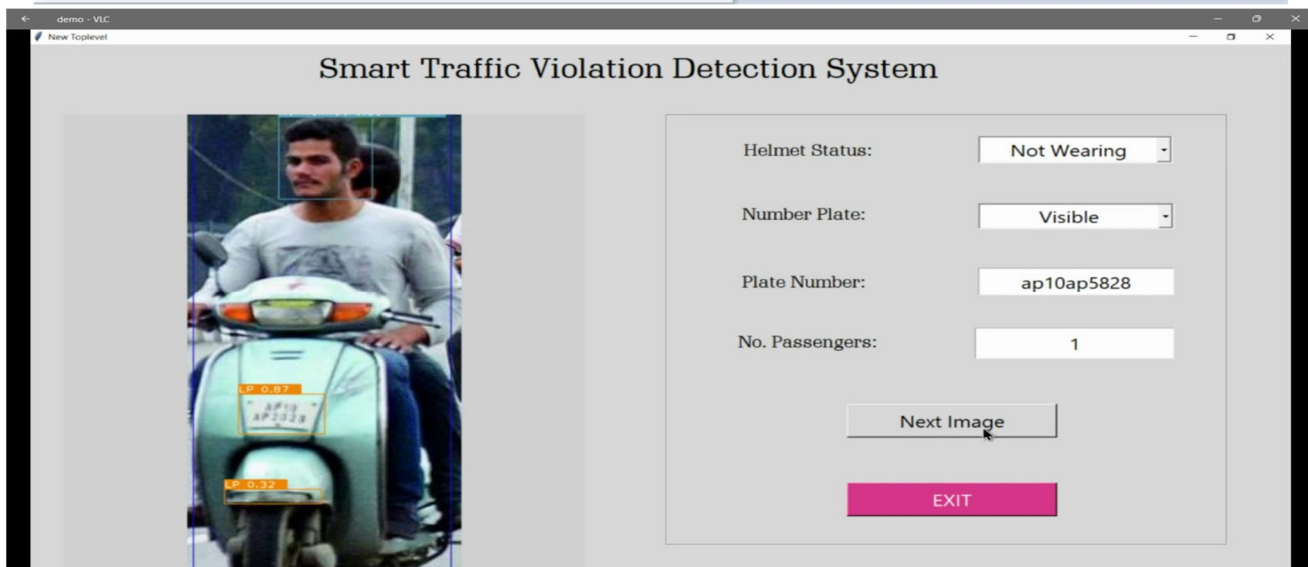 demo - VLC
New Toplevel
Smart Traffic Violation Detection System
Helmet Status:
Not Wearing
Number Plate:
Visible
Plate Number:
ap10ap5828
No. Passengers:
1
Next Image
EXIT
LP 0.87
AP10
LP 0.32